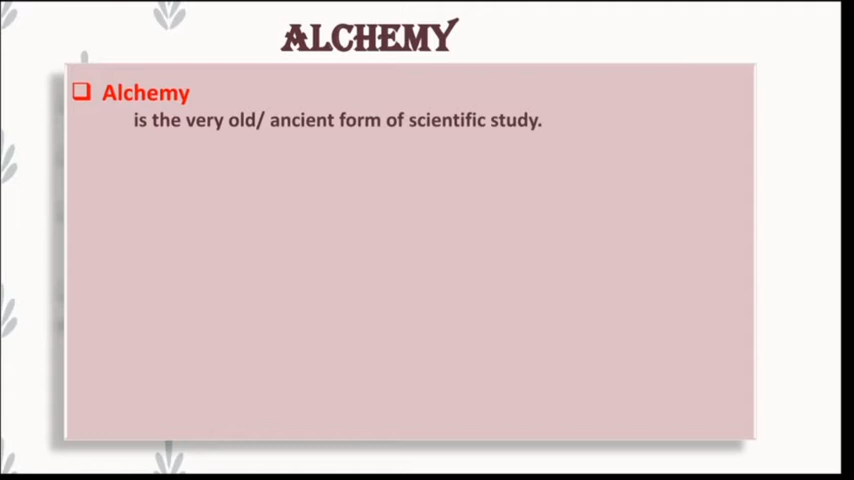 ALCHEMY
Alchemy
is the very old/ ancient form of scientific study.